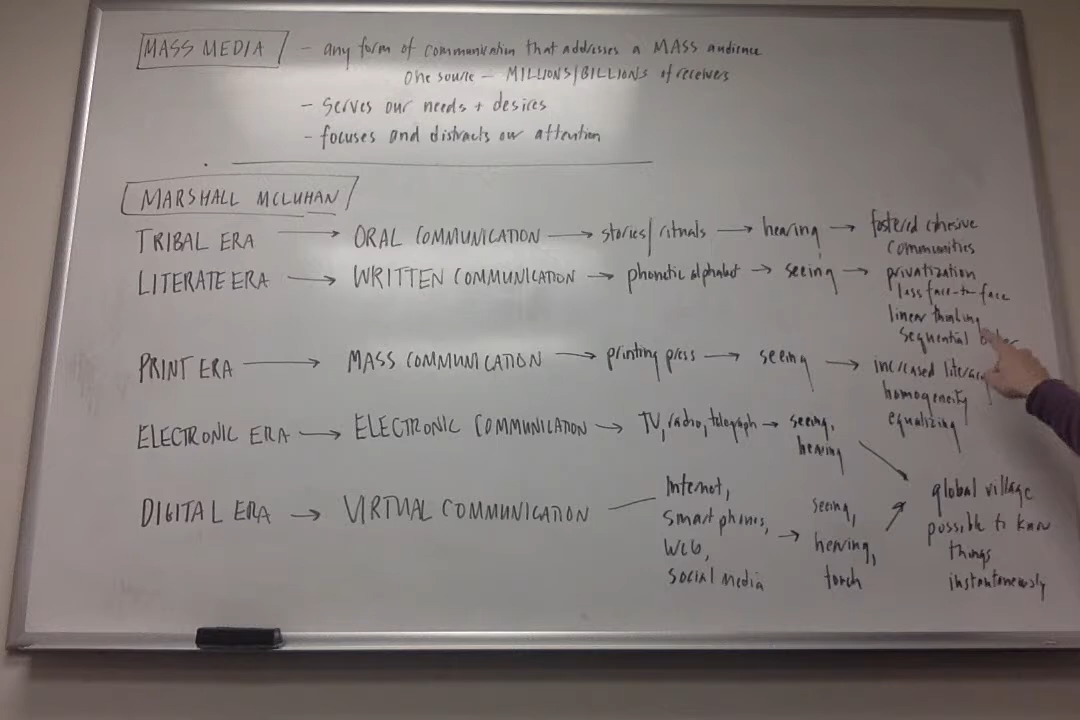 MASS MEDIA - any form of communication that addresses a MASS audience
One source - MILLIONS/BILLIONS of receivers
- serves our needs + desires
- focuses and distracts our attention
MARSHALL MCLUHAN
TRIBAL ERA → ORAL COMMUNICATION → stories/rituals → hearing → fostered cohesive
communities
LITERATE ERA → WRITTEN COMMUNICATION → phonetic alphabet → seeing → privatization
less face-to-face
linear thinking
sequential
PRINT ERA → MASS COMMUNICATION → printing press → seeing → increased literacy
homogeneity
equalizing
ELECTRONIC ERA → ELECTRONIC COMMUNICATION → TV, radio, telegraph → seeing,
hearing
DIGITAL ERA → VIRTUAL COMMUNICATION — Internet,
smart phones,
Web,
social media
→ seeing,
hearing,
touch
global village
possible to know
things
instantaneously